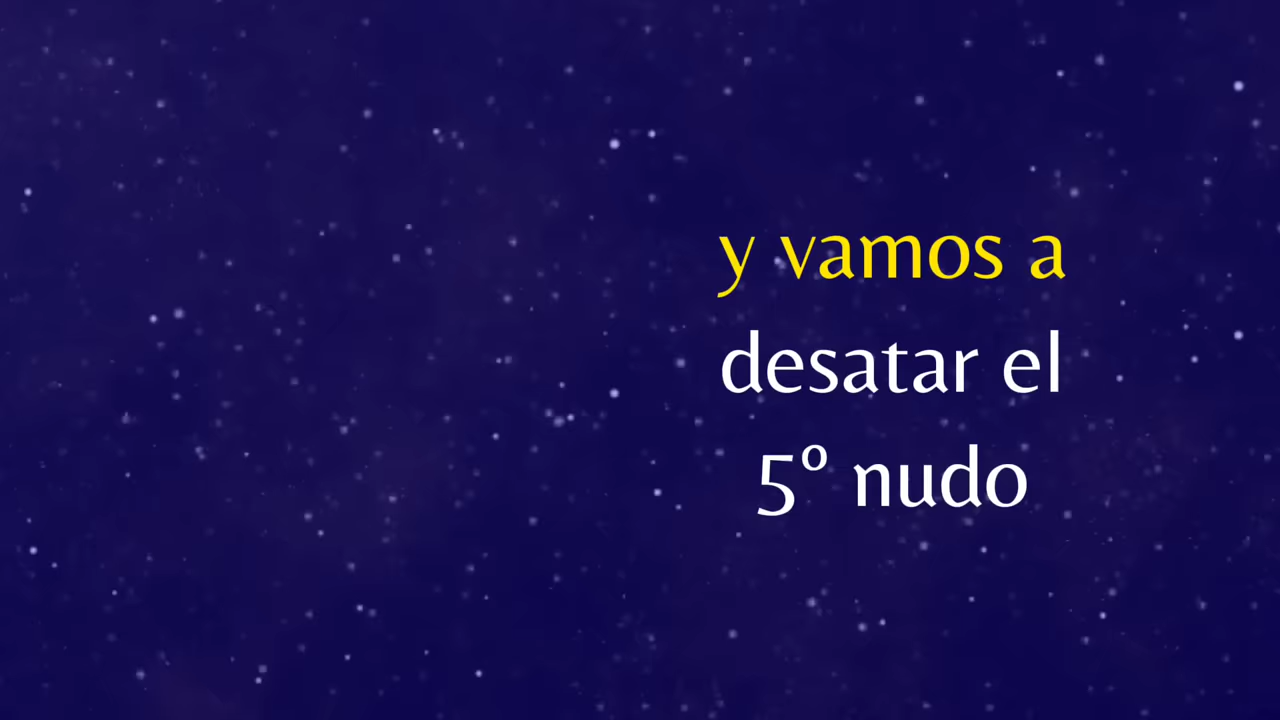 y vamos a
desatar el
5º nudo